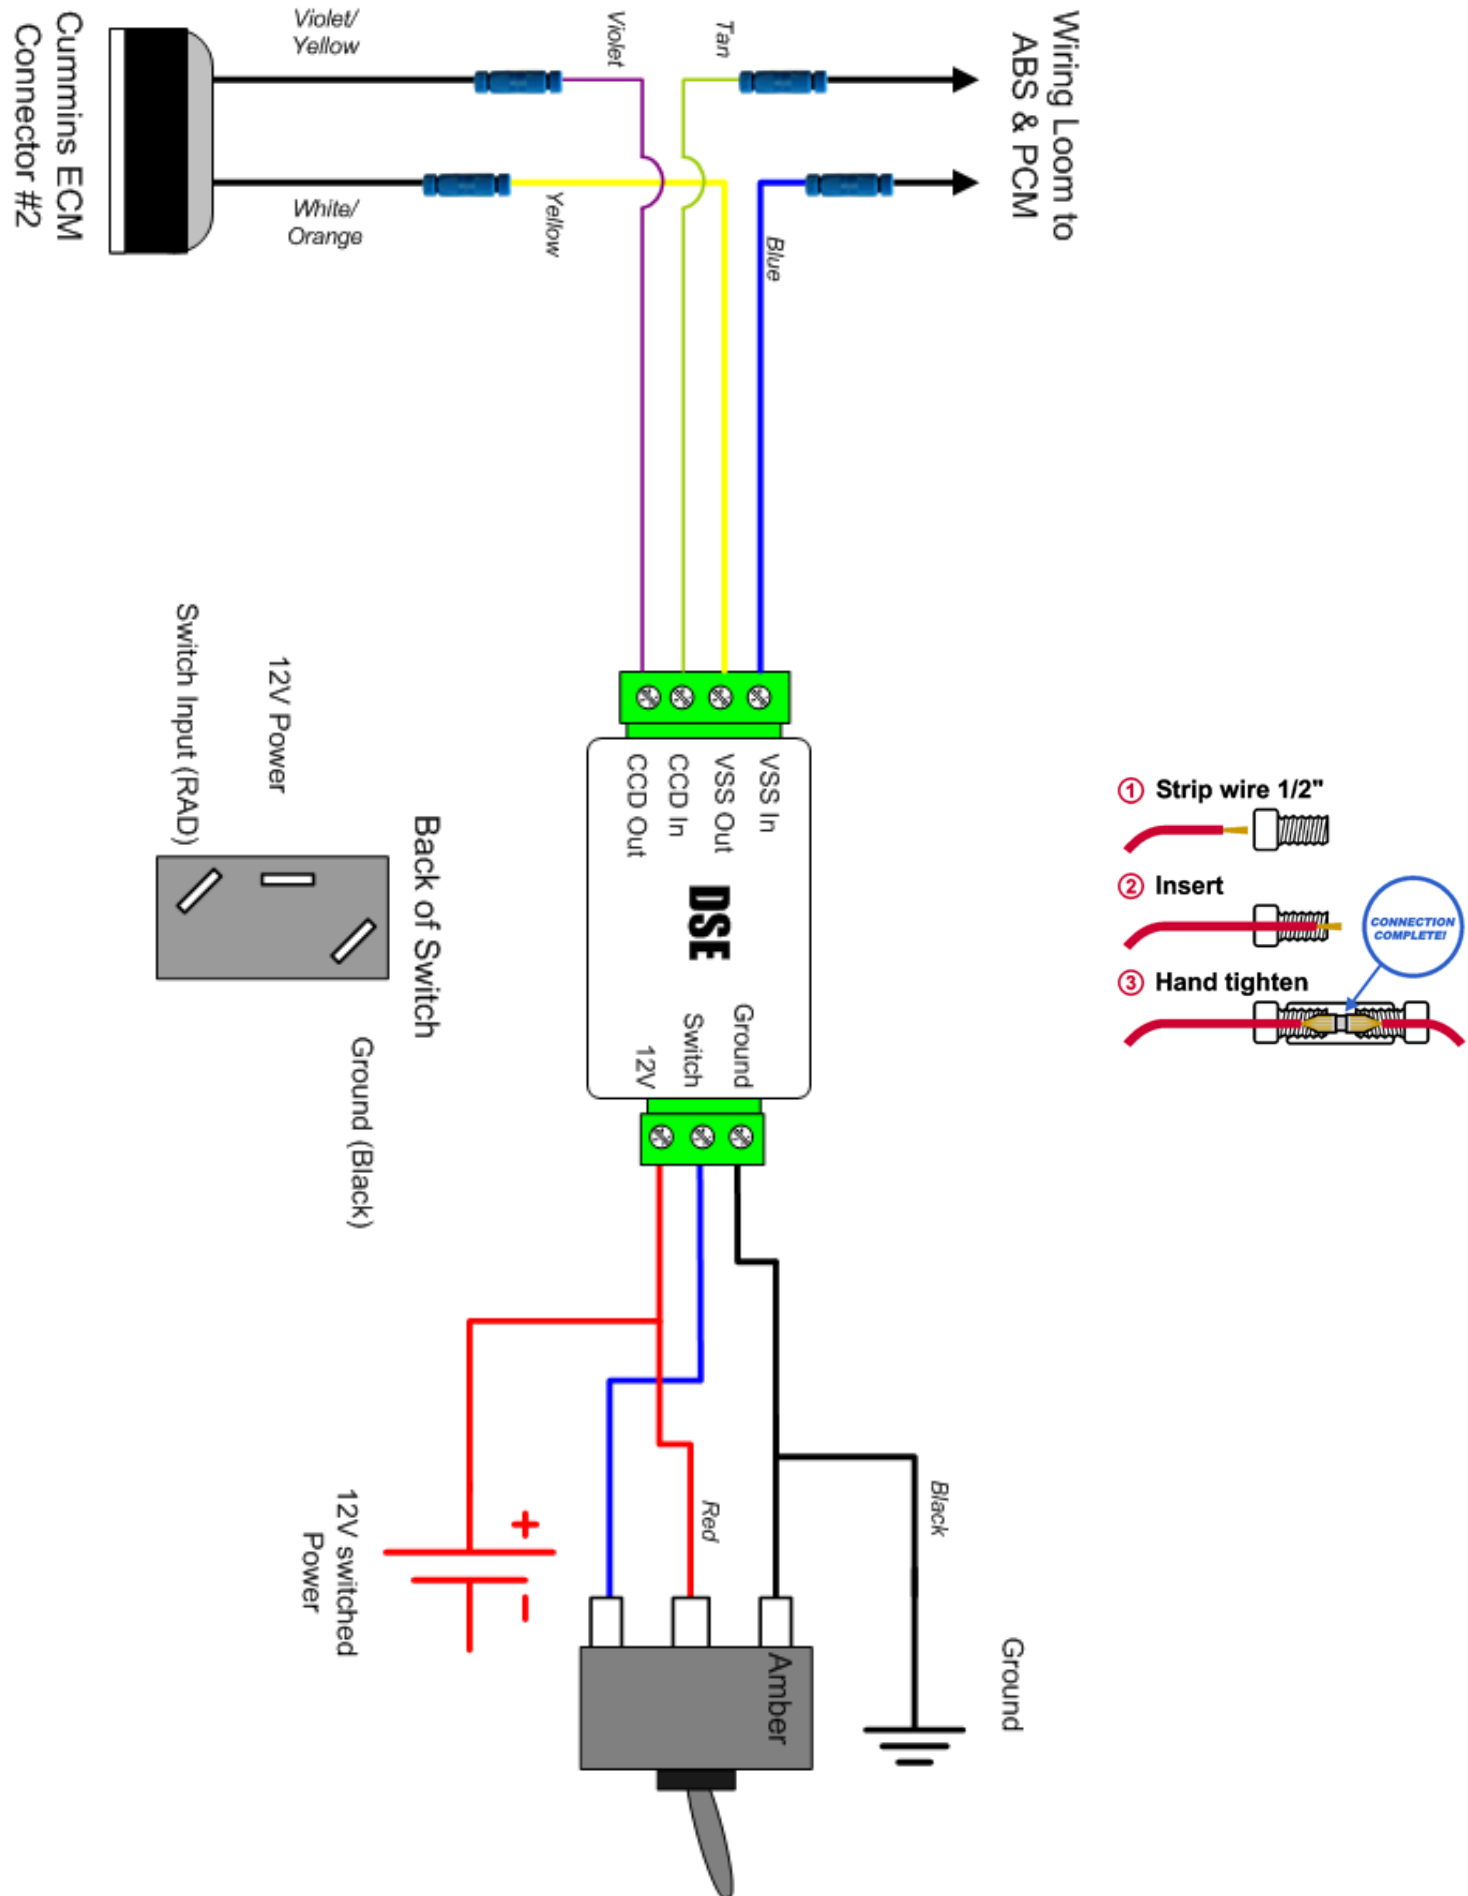 Cummins ECM
Connector #2
Violet/
Yellow
White/
Orange
Violet
Yellow
Tan
Blue
Wiring Loom to
ABS & PCM
VSS In
VSS Out
CCD In
CCD Out
DSE
Ground
Switch
12V
Back of Switch
12V Power
Switch Input (RAD)
Ground (Black)
1 Strip wire 1/2"
2 Insert
3 Hand tighten
CONNECTION
COMPLETE!
Red
Black
+
-
12V switched
Power
Amber
Ground